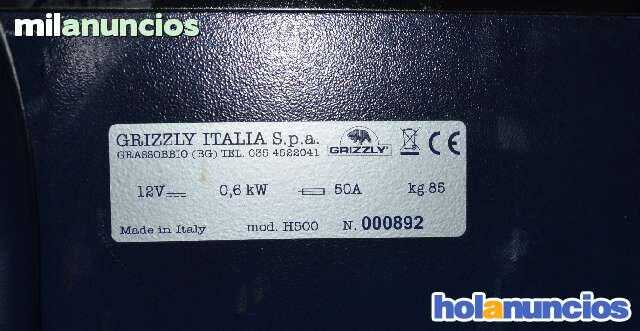 milanuncios
GRIZZLY ITALIA S.p.a.
GRASSOBBIO (BG) TEL. 035 4522041
GRIZZLY
CE
12V 0,6 kW 50A kg.85
Made in Italy mod. H500 N. 000892
holanuncios